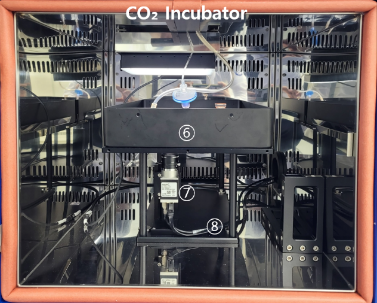 CO₂ Incubator
⑥
⑦
⑧